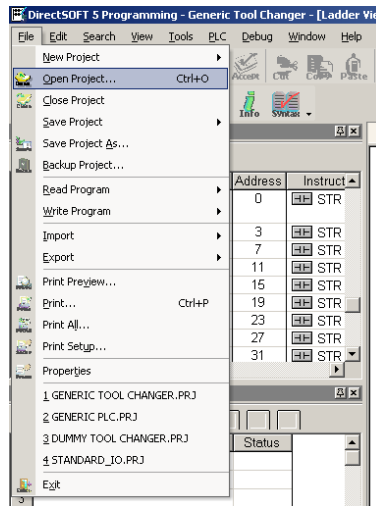 DirectSOFT 5 Programming - Generic Tool Changer - [Ladder Vie
File Edit Search View Tools PLC Debug Window Help
New Project
Open Project... Ctrl+O
Close Project
Save Project
Save Project As...
Backup Project...
Read Program
Write Program
Import
Export
Print Preview...
Print... Ctrl+P
Print All...
Print Setup...
Properties
1 GENERIC TOOL CHANGER.PRJ
2 GENERIC PLC.PRJ
3 DUMMY TOOL CHANGER.PRJ
4 STANDARD_IO.PRJ
Exit
Accept Cut Copy Paste
Info Syntax
Address Instruct
0 STR
3 STR
7 STR
11 STR
15 STR
19 STR
23 STR
27 STR
31 STR
Status
3